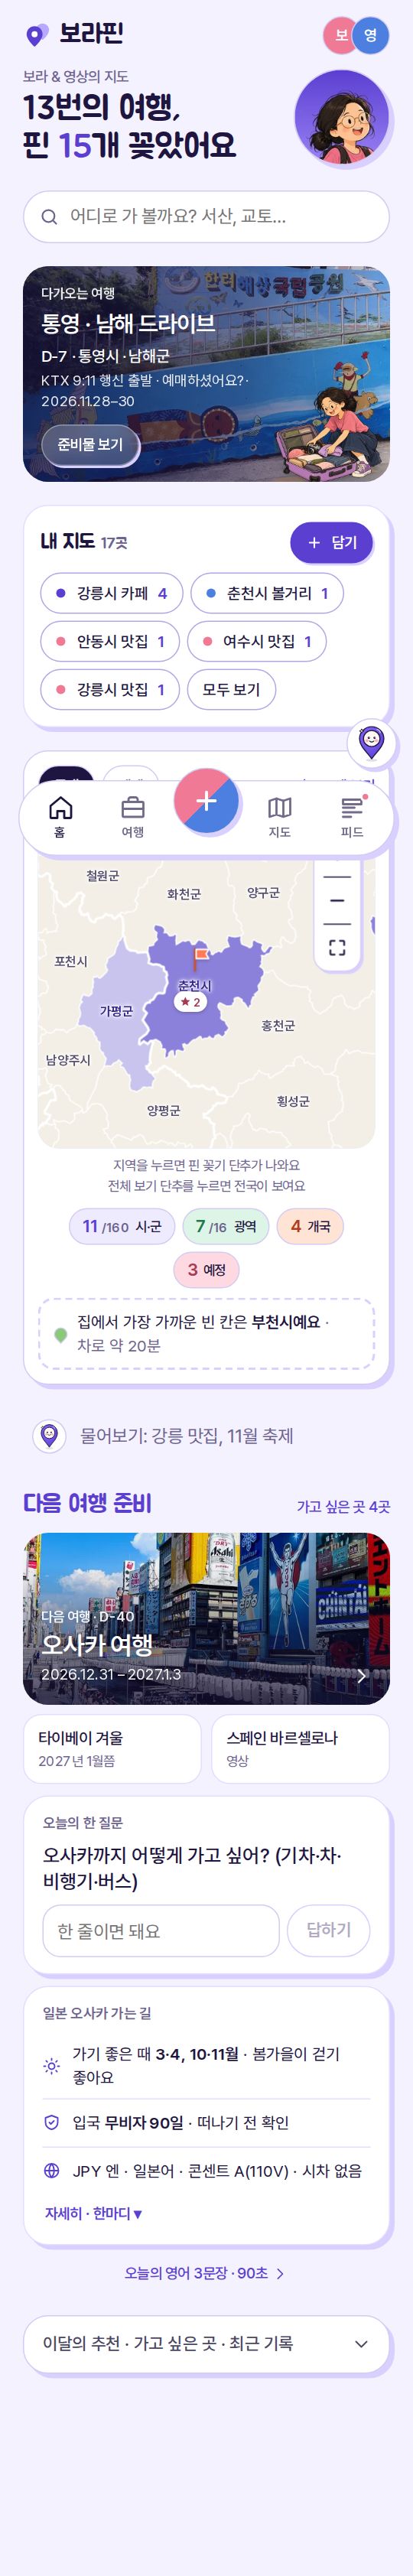 보라핀
보 영
보라 & 영상의 지도
13번의 여행,
핀 15개 꽂았어요
어디로 가 볼까요? 서산, 교토...
한려해상국립공원
다가오는 여행
통영 · 남해 드라이브
D-7 · 통영시 · 남해군
KTX 9:11 행신 출발 · 예매하셨어요? ·
2026.11.28–30
준비물 보기
내 지도 17곳
+ 담기
강릉시 카페 4
춘천시 볼거리 1
안동시 맛집 1
여수시 맛집 1
강릉시 맛집 1
모두 보기
홈
여행
지도
피드
철원군
화천군
양구군
포천시
춘천시
★ 2
가평군
홍천군
남양주시
양평군
횡성군
지역을 누르면 핀 꽂기 단추가 나와요
전체 보기 단추를 누르면 전국이 보여요
11 /160 시·군
7 /16 광역
4 개국
3 예정
집에서 가장 가까운 빈 칸은 부천시예요 ·
차로 약 20분
물어보기: 강릉 맛집, 11월 축제
다음 여행 준비
가고 싶은 곳 4곳
Asahi
다음 여행 · D-40
오사카 여행
2026.12.31 – 2027.1.3
타이베이 겨울
2027년 1월쯤
스페인 바르셀로나
영상
오늘의 한 질문
오사카까지 어떻게 가고 싶어? (기차·차·
비행기·버스)
한 줄이면 돼요
답하기
일본 오사카 가는 길
가기 좋은 때 3·4, 10·11월 · 봄가을이 걷기
좋아요
입국 무비자 90일 · 떠나기 전 확인
JPY 엔 · 일본어 · 콘센트 A(110V) · 시차 없음
자세히 · 한마디 ▾
오늘의 영어 3문장 · 90초
이달의 추천 · 가고 싶은 곳 · 최근 기록